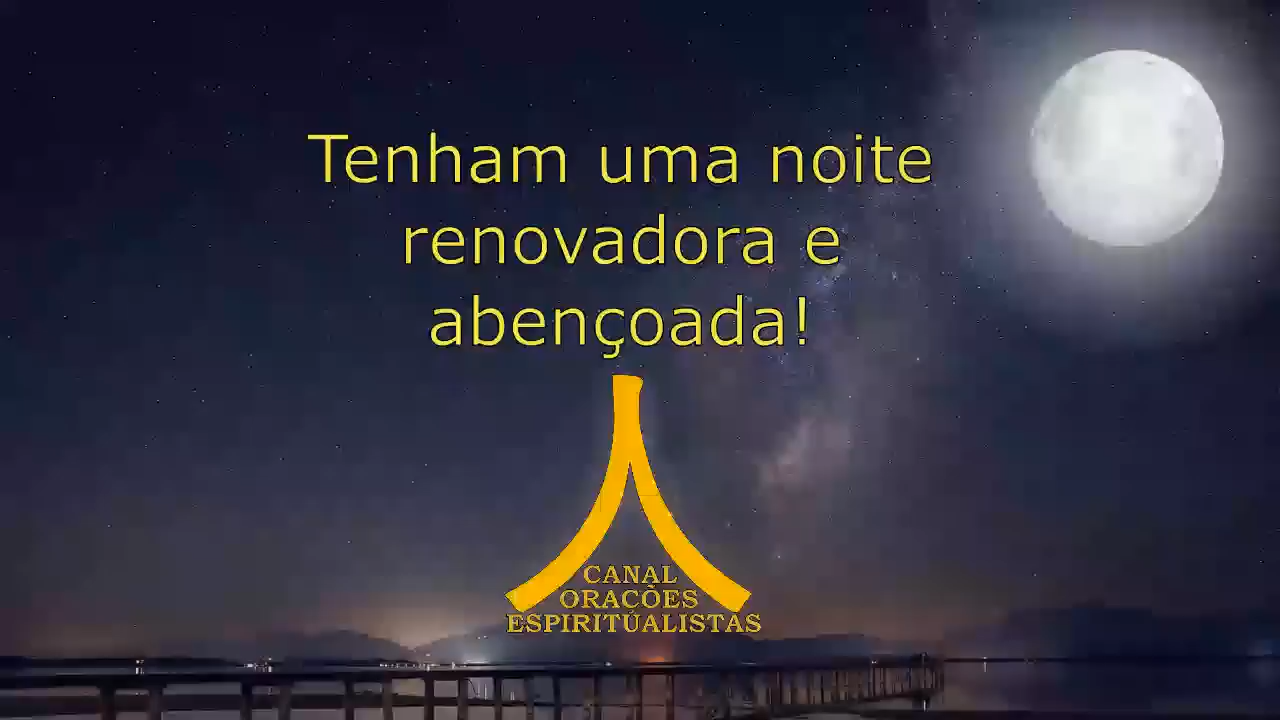 Tenham uma noite
renovadora e
abençoada!
CANAL
ORAÇÕES
ESPIRITUALISTAS